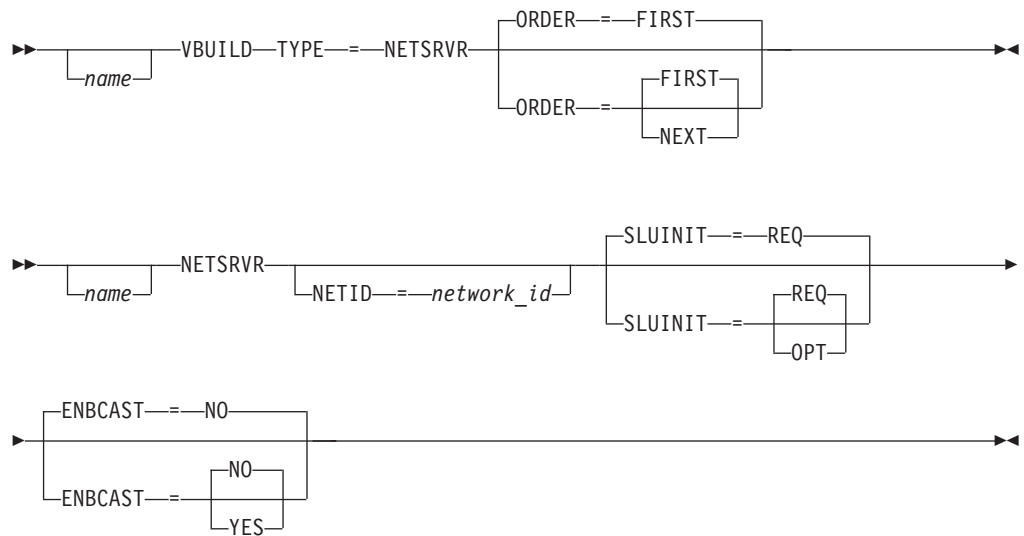 ORDER = FIRST
name VBUILD TYPE = NETSRVR
FIRST
ORDER =
NEXT
SLUINIT = REQ
name NETSRVR
NETID = network_id
REQ
SLUINIT =
OPT
ENBCAST = NO
NO
ENBCAST =
YES